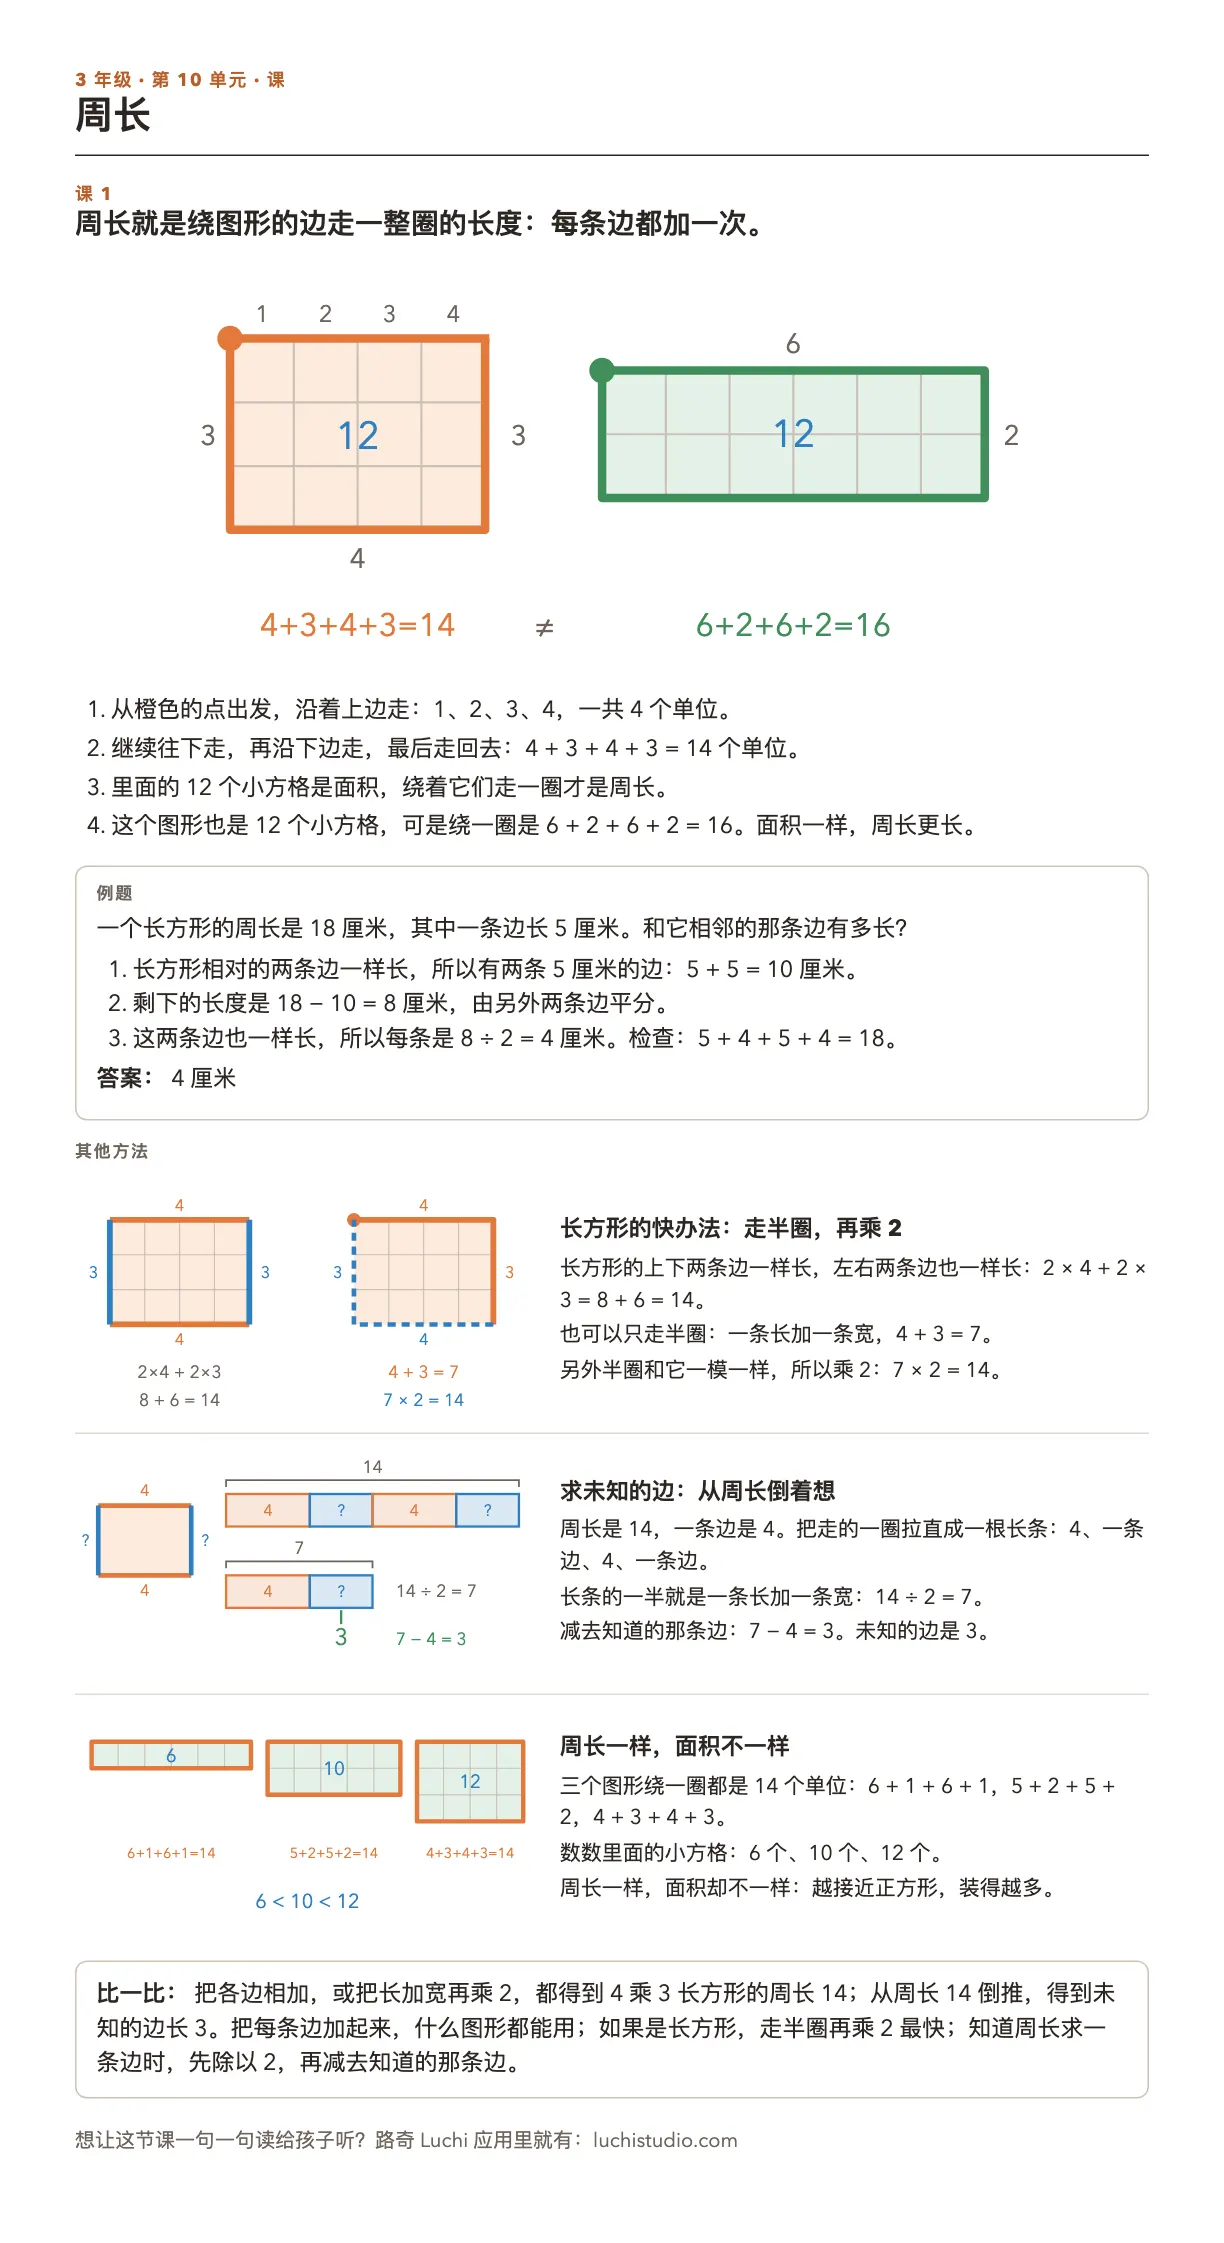 3 年级 · 第 10 单元 · 课
周长
课 1
周长就是绕图形的边走一整圈的长度：每条边都加一次。
1 2 3 4
6
3 12 3
12 2
4
4+3+4+3=14 ≠ 6+2+6+2=16
1. 从橙色的点出发，沿着上边走：1、2、3、4，一共 4 个单位。
2. 继续往下走，再沿下边走，最后走回去：4 + 3 + 4 + 3 = 14 个单位。
3. 里面的 12 个小方格是面积，绕着它们走一圈才是周长。
4. 这个图形也是 12 个小方格，可是绕一圈是 6 + 2 + 6 + 2 = 16。面积一样，周长更长。
例题
一个长方形的周长是 18 厘米，其中一条边长 5 厘米。和它相邻的那条边有多长？
1. 长方形相对的两条边一样长，所以有两条 5 厘米的边：5 + 5 = 10 厘米。
2. 剩下的长度是 18 − 10 = 8 厘米，由另外两条边平分。
3. 这两条边也一样长，所以每条是 8 ÷ 2 = 4 厘米。检查：5 + 4 + 5 + 4 = 18。
答案： 4 厘米
其他方法
4 4
3 3 3 3
4 4
2×4 + 2×3 4 + 3 = 7
8 + 6 = 14 7 × 2 = 14
长方形的快办法：走半圈，再乘 2
长方形的上下两条边一样长，左右两条边也一样长：2 × 4 + 2 ×
3 = 8 + 6 = 14。
也可以只走半圈：一条长加一条宽，4 + 3 = 7。
另外半圈和它一模一样，所以乘 2：7 × 2 = 14。
14
4
4 ? 4 ?
? ?
7
4
4 ? 14 ÷ 2 = 7
3 7 − 4 = 3
求未知的边：从周长倒着想
周长是 14，一条边是 4。把走的一圈拉直成一根长条：4、一条
边、4、一条边。
长条的一半就是一条长加一条宽：14 ÷ 2 = 7。
减去知道的那条边：7 − 4 = 3。未知的边是 3。
6 10 12
6+1+6+1=14 5+2+5+2=14 4+3+4+3=14
6 < 10 < 12
周长一样，面积不一样
三个图形绕一圈都是 14 个单位：6 + 1 + 6 + 1，5 + 2 + 5 +
2，4 + 3 + 4 + 3。
数数里面的小方格：6 个、10 个、12 个。
周长一样，面积却不一样：越接近正方形，装得越多。
比一比： 把各边相加，或把长加宽再乘 2，都得到 4 乘 3 长方形的周长 14；从周长 14 倒推，得到未
知的边长 3。把每条边加起来，什么图形都能用；如果是长方形，走半圈再乘 2 最快；知道周长求一
条边时，先除以 2，再减去知道的那条边。
想让这节课一句一句读给孩子听？路奇 Luchi 应用里就有：luchistudio.com